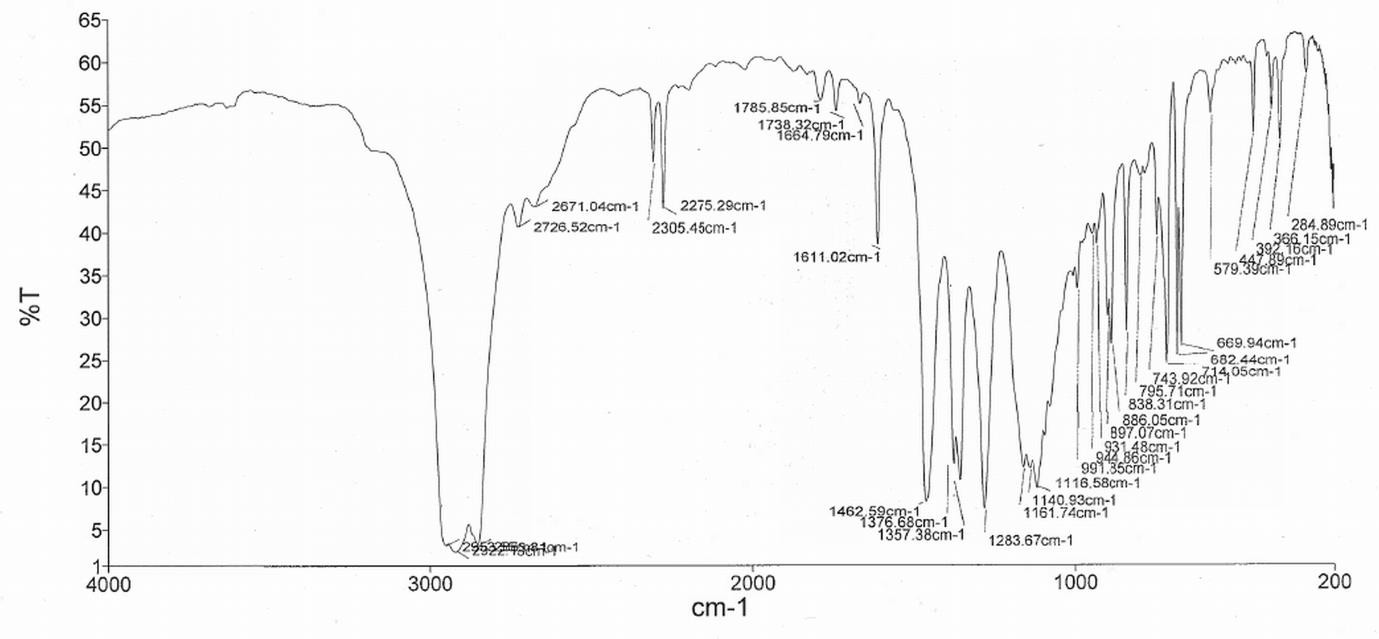 65
60
55
50
45
40
35
30
25
20
15
10
5
1
%T
4000
3000
2000
1000
200
cm-1
2671.04cm-1
2726.52cm-1
2275.29cm-1
2305.45cm-1
1785.85cm-1
1738.32cm-1
1664.79cm-1
1611.02cm-1
1462.59cm-1
1376.68cm-1
1357.38cm-1
1283.67cm-1
1161.74cm-1
1140.93cm-1
1116.58cm-1
991.35cm-1
944.86cm-1
931.48cm-1
897.07cm-1
886.05cm-1
838.31cm-1
795.71cm-1
743.92cm-1
714.05cm-1
682.44cm-1
669.94cm-1
579.39cm-1
447.89cm-1
392.16cm-1
366.15cm-1
284.89cm-1